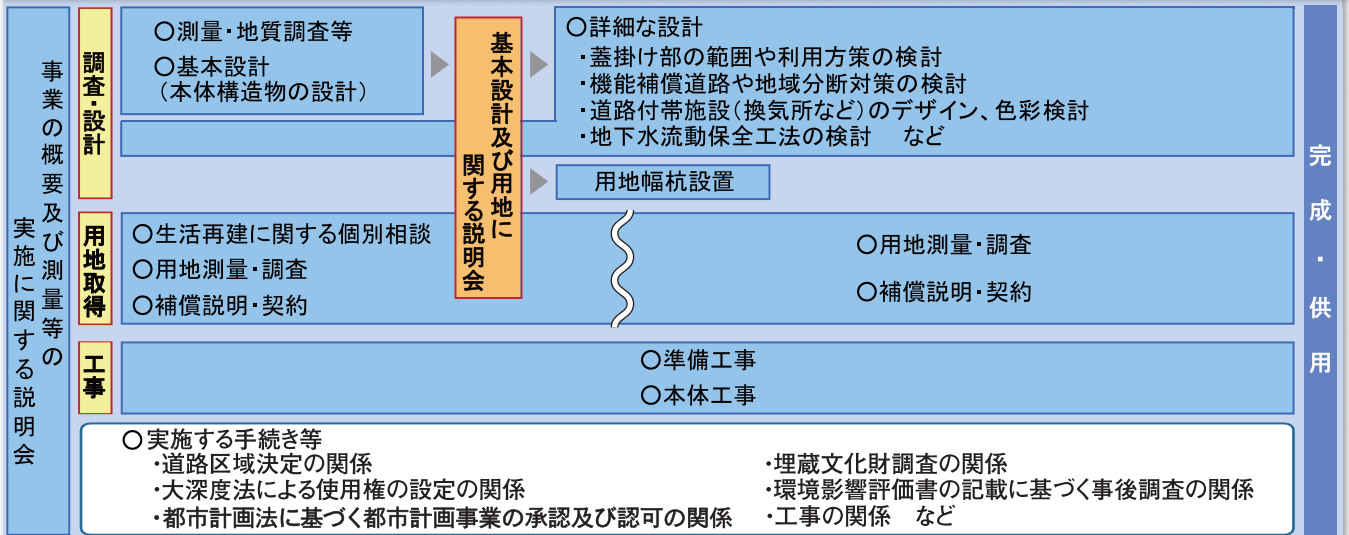 事業の概要及び測量等の
実施に関する説明会
調査・設計
○測量・地質調査等
○基本設計
（本体構造物の設計）
基本設計及び用地に
関する説明会
○詳細な設計
・蓋掛け部の範囲や利用方策の検討
・機能補償道路や地域分断対策の検討
・道路付帯施設（換気所など）のデザイン、色彩検討
・地下水流動保全工法の検討　など
用地幅杭設置
用地取得
○生活再建に関する個別相談
○用地測量・調査
○補償説明・契約
○用地測量・調査
○補償説明・契約
工事
○準備工事
○本体工事
○実施する手続き等
・道路区域決定の関係
・大深度法による使用権の設定の関係
・都市計画法に基づく都市計画事業の承認及び認可の関係
・埋蔵文化財調査の関係
・環境影響評価書の記載に基づく事後調査の関係
・工事の関係　など
完成・供用